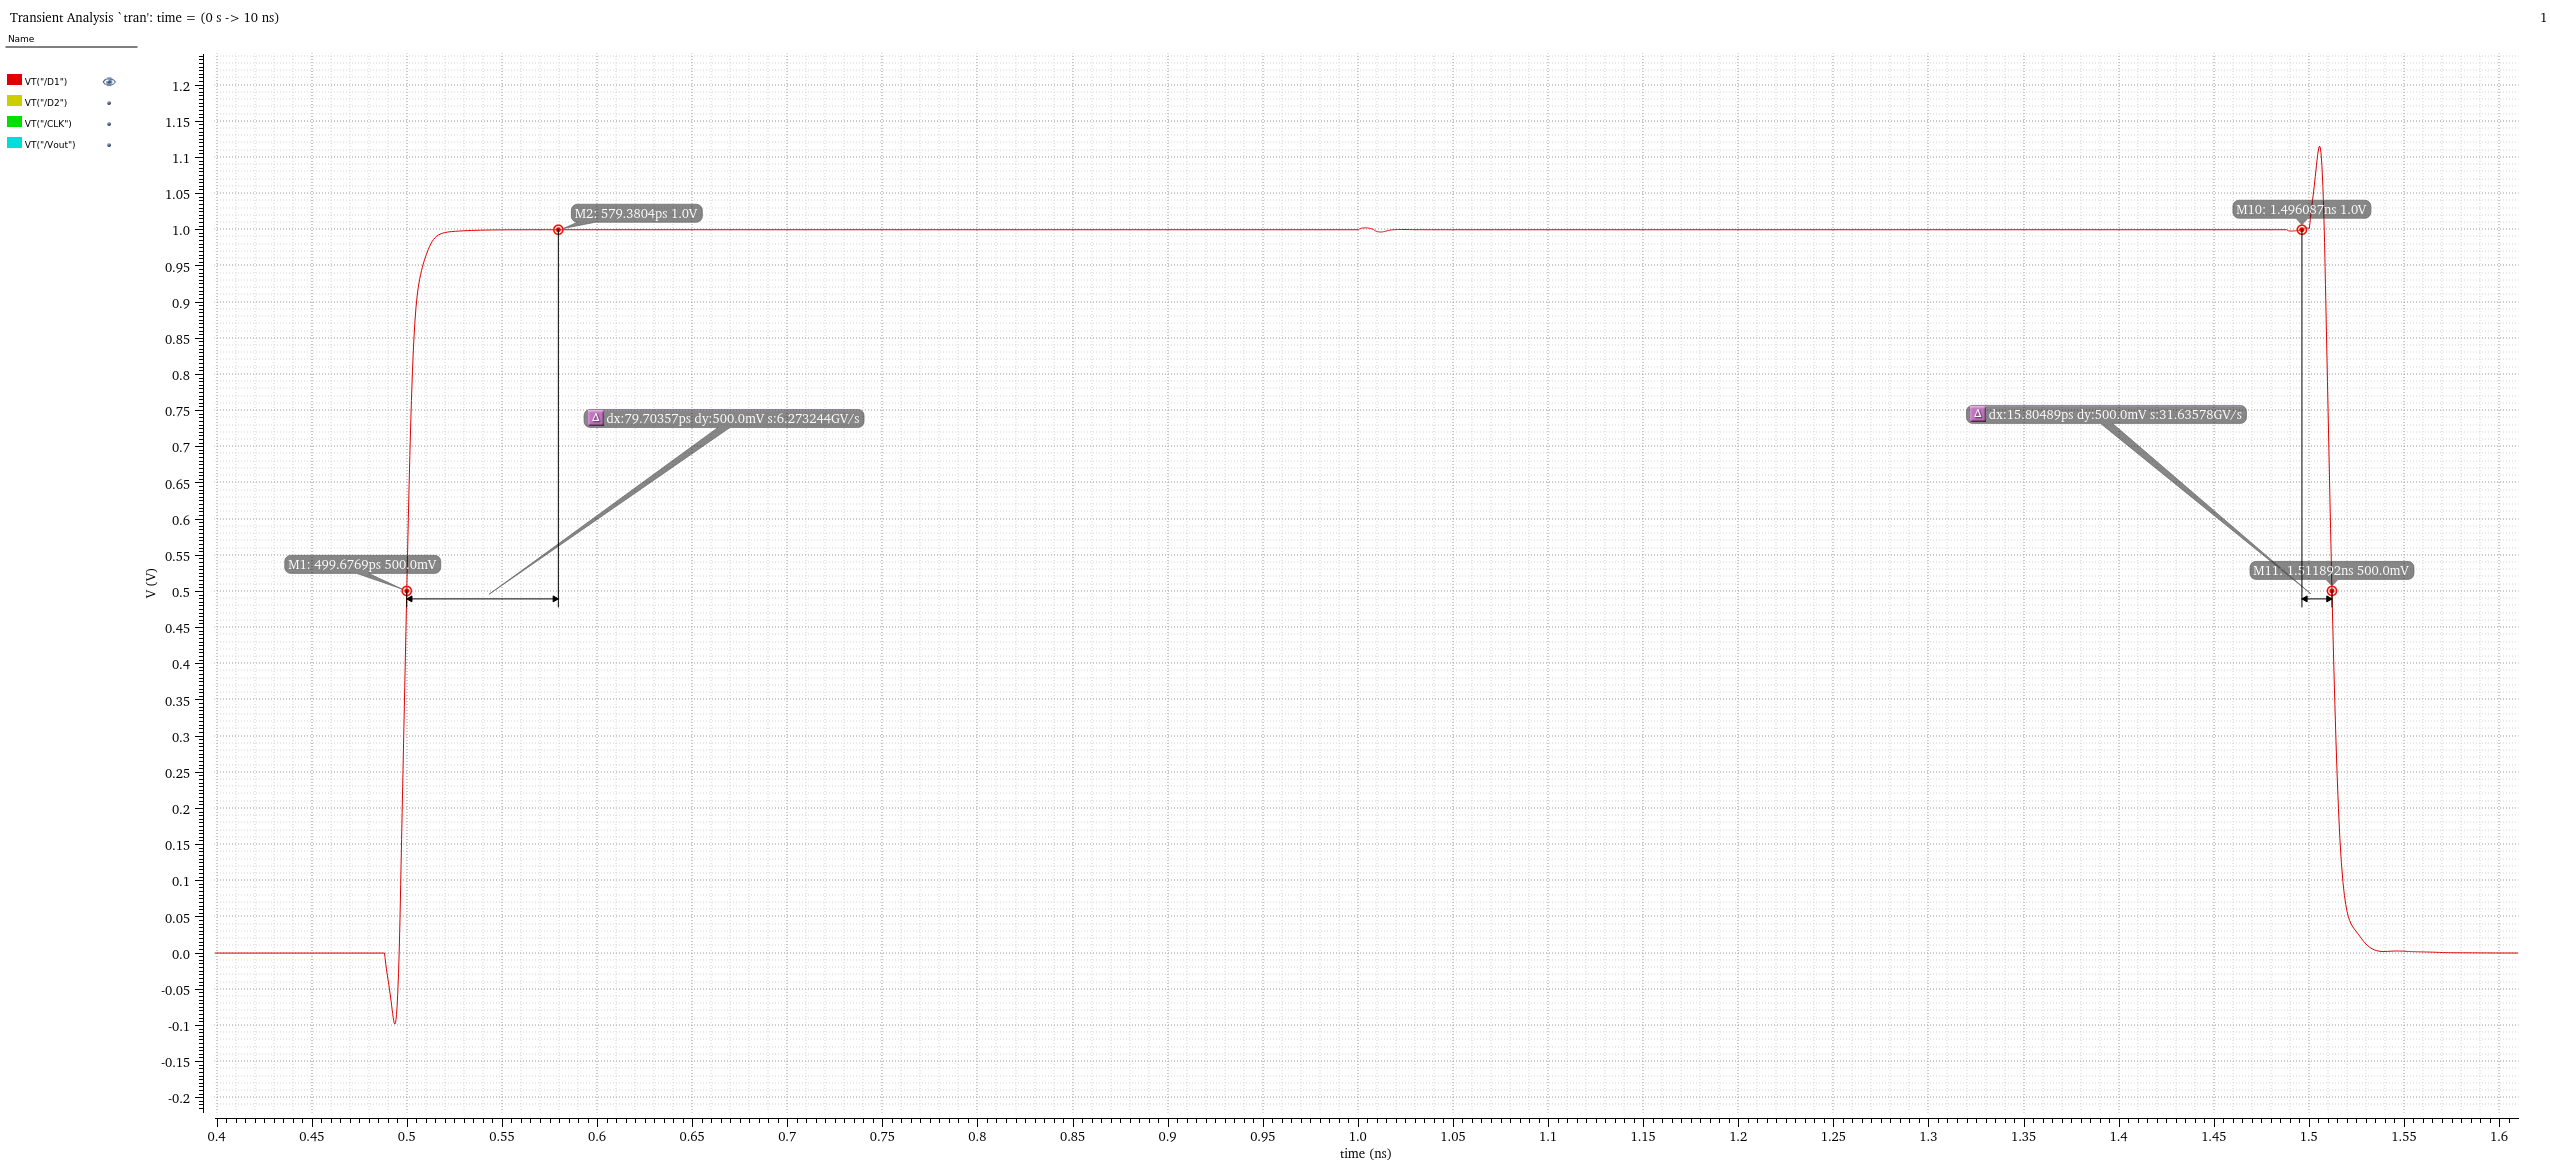 Transient Analysis `tran': time = (0 s -> 10 ns)
1
Name
VT("/D1")
VT("/D2")
VT("/CLK")
VT("/Vout")
V (V)
1.2
1.15
1.1
1.05
1.0
0.95
0.9
0.85
0.8
0.75
0.7
0.65
0.6
0.55
0.5
0.45
0.4
0.35
0.3
0.25
0.2
0.15
0.1
0.05
0.0
-0.05
-0.1
-0.15
-0.2
M2: 579.3804ps 1.0V
M10: 1.496087ns 1.0V
Δ dx:79.70357ps dy:500.0mV s:6.273244GV/s
Δ dx:15.80489ps dy:500.0mV s:31.63578GV/s
M1: 499.6769ps 500.0mV
M11: 1.511892ns 500.0mV
0.4 0.45 0.5 0.55 0.6 0.65 0.7 0.75 0.8 0.85 0.9 0.95 1.0 1.05 1.1 1.15 1.2 1.25 1.3 1.35 1.4 1.45 1.5 1.55 1.6
time (ns)